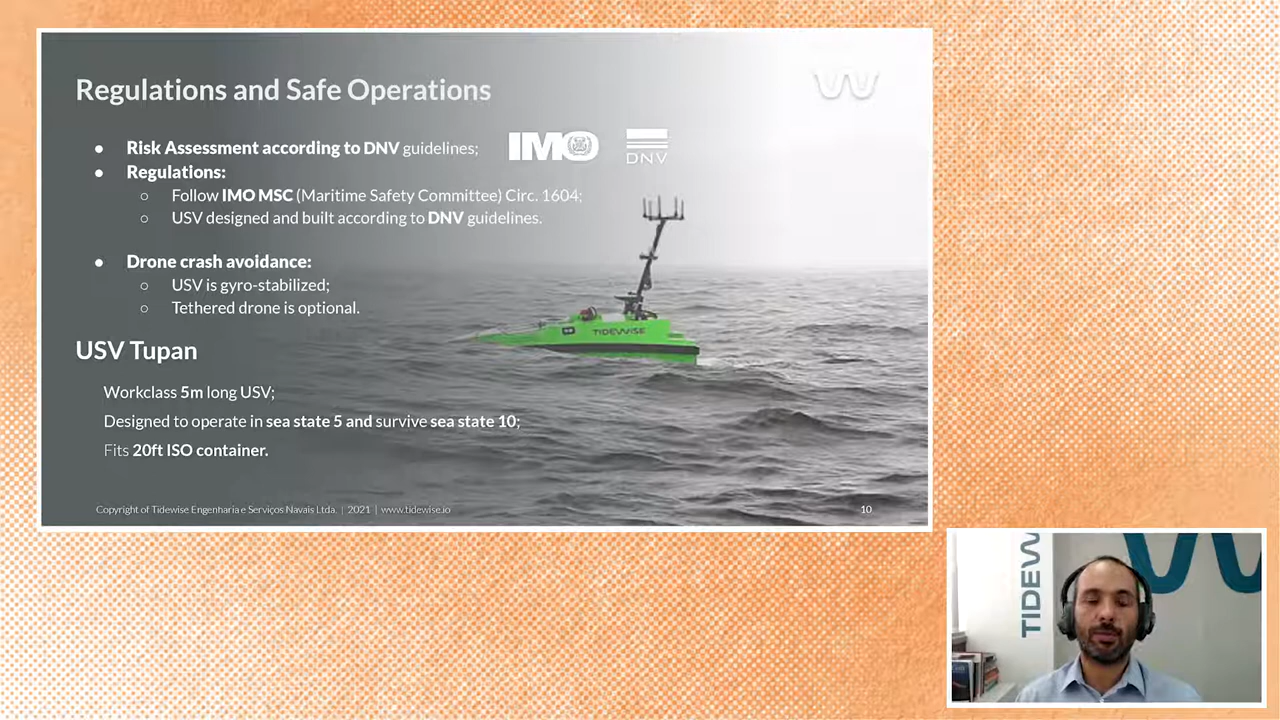 Regulations and Safe Operations
● Risk Assessment according to DNV guidelines;
IMO
DNV
● Regulations:
○ Follow IMO MSC (Maritime Safety Committee) Circ. 1604;
○ USV designed and built according to DNV guidelines.
● Drone crash avoidance:
○ USV is gyro-stabilized;
○ Tethered drone is optional.
TIDEWISE
USV Tupan
Workclass 5m long USV;
Designed to operate in sea state 5 and survive sea state 10;
Fits 20ft ISO container.
Copyright of Tidewise Engenharia e Serviços Navais Ltda. | 2021 | www.tidewise.io
10
TIDEW